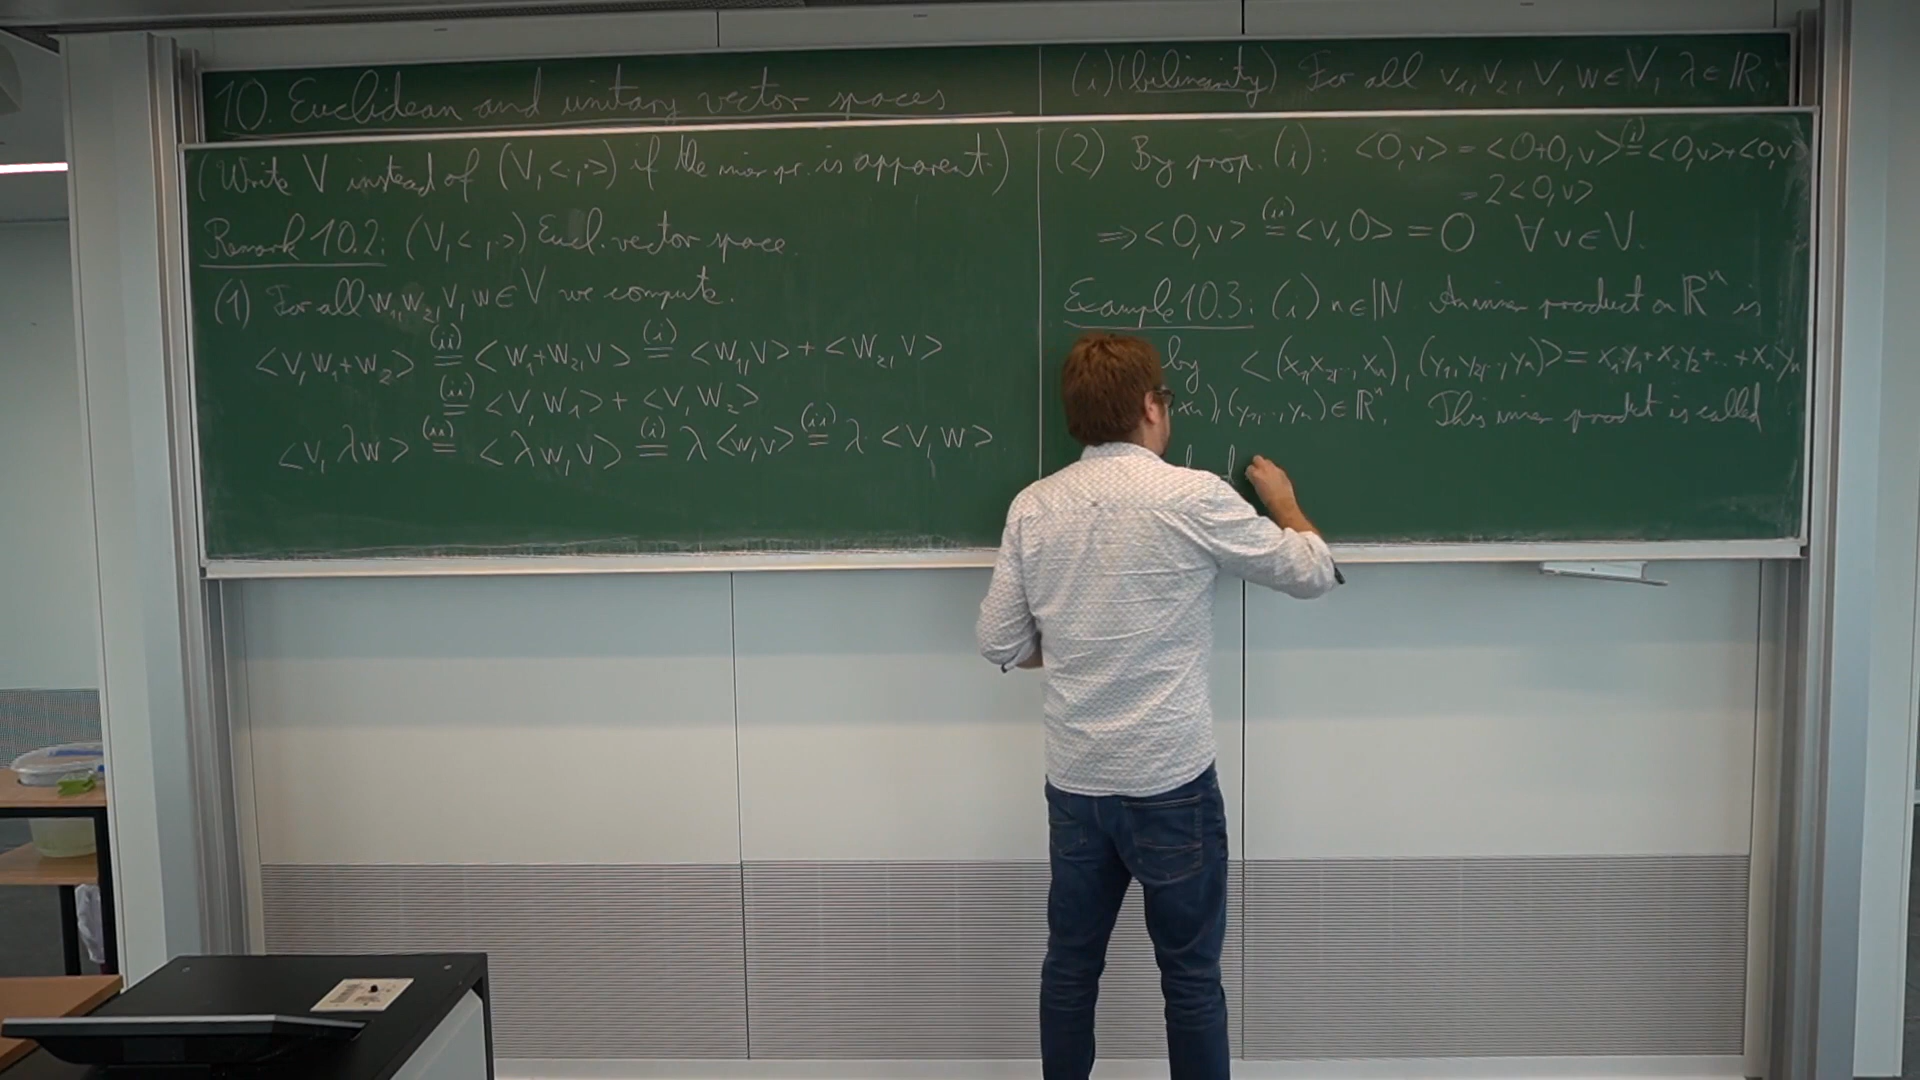 10. Euclidean and unitary vector spaces
(Write V instead of (V, <·,·>) if the inner pr. is apparent.)
Remark 10.2: (V, < ,·>) Eucl. vector space.
(1) For all w₁, w₂, v, w ∈ V we compute.
<v, w₁+w₂> (ii)= <w₁+w₂, v> (i)= <w₁, v> + <w₂, v>
(ii)= <v, w₁> + <v, w₂>
<v, λw> (ii)= <λw, v> (i)= λ<w, v> (ii)= λ·<v, w>
(i) (bilinearity) For all v₁, v₂, v, w ∈ V, λ ∈ ℝ:
(2) By prop. (i): <0, v> = <0+0, v> (i)= <0, v> + <0, v>
= 2<0, v>
⇒ <0, v> (ii)= <v, 0> = 0 ∀ v ∈ V.
Example 10.3: (i) n ∈ ℕ. An inner product on ℝⁿ is
by <(x₁, x₂, .., xₙ), (y₁, y₂, .., yₙ)> = x₁y₁ + x₂y₂ + .. + xₙyₙ
, xₙ), (y₁, .., yₙ) ∈ ℝⁿ. This inner product is called